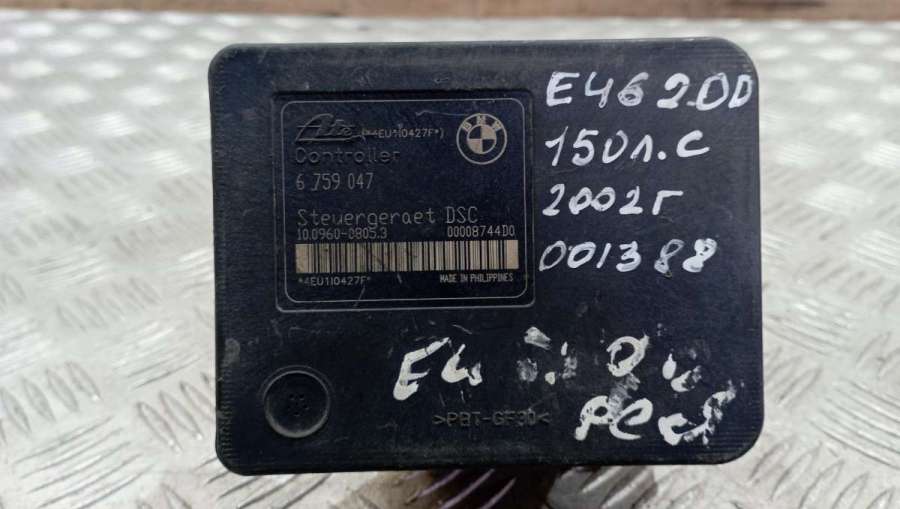 Ate (*4EU1I0427F*)
BMW
Controller
6 759 047
Steuergeraet DSC
10.0960-0805.3 00008744D0
*4EU1I0427F* MADE IN PHILIPPINES
E46 2.0D
150л.с
2002г
001388
E4
>PBT-GF30<